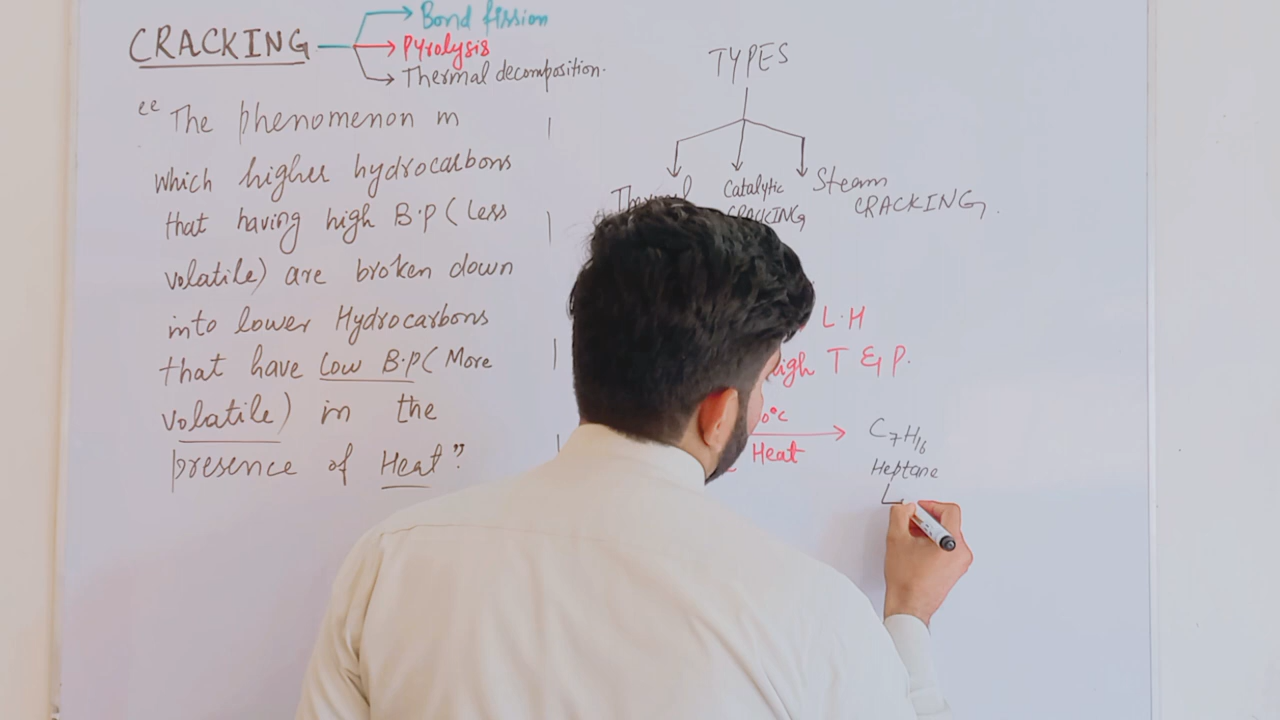 CRACKING
Bond fission
Pyrolysis
Thermal decomposition.
"The phenomenon in
which higher hydrocarbons
that having high B.P (Less
volatile) are broken down
into lower Hydrocarbons
that have Low B.P (More
volatile) in the
presence of Heat".
TYPES
Thermal
Catalytic
CRACKING
Steam
CRACKING.
L.H
High T & P.
0°C
Heat
C7H16
Heptane